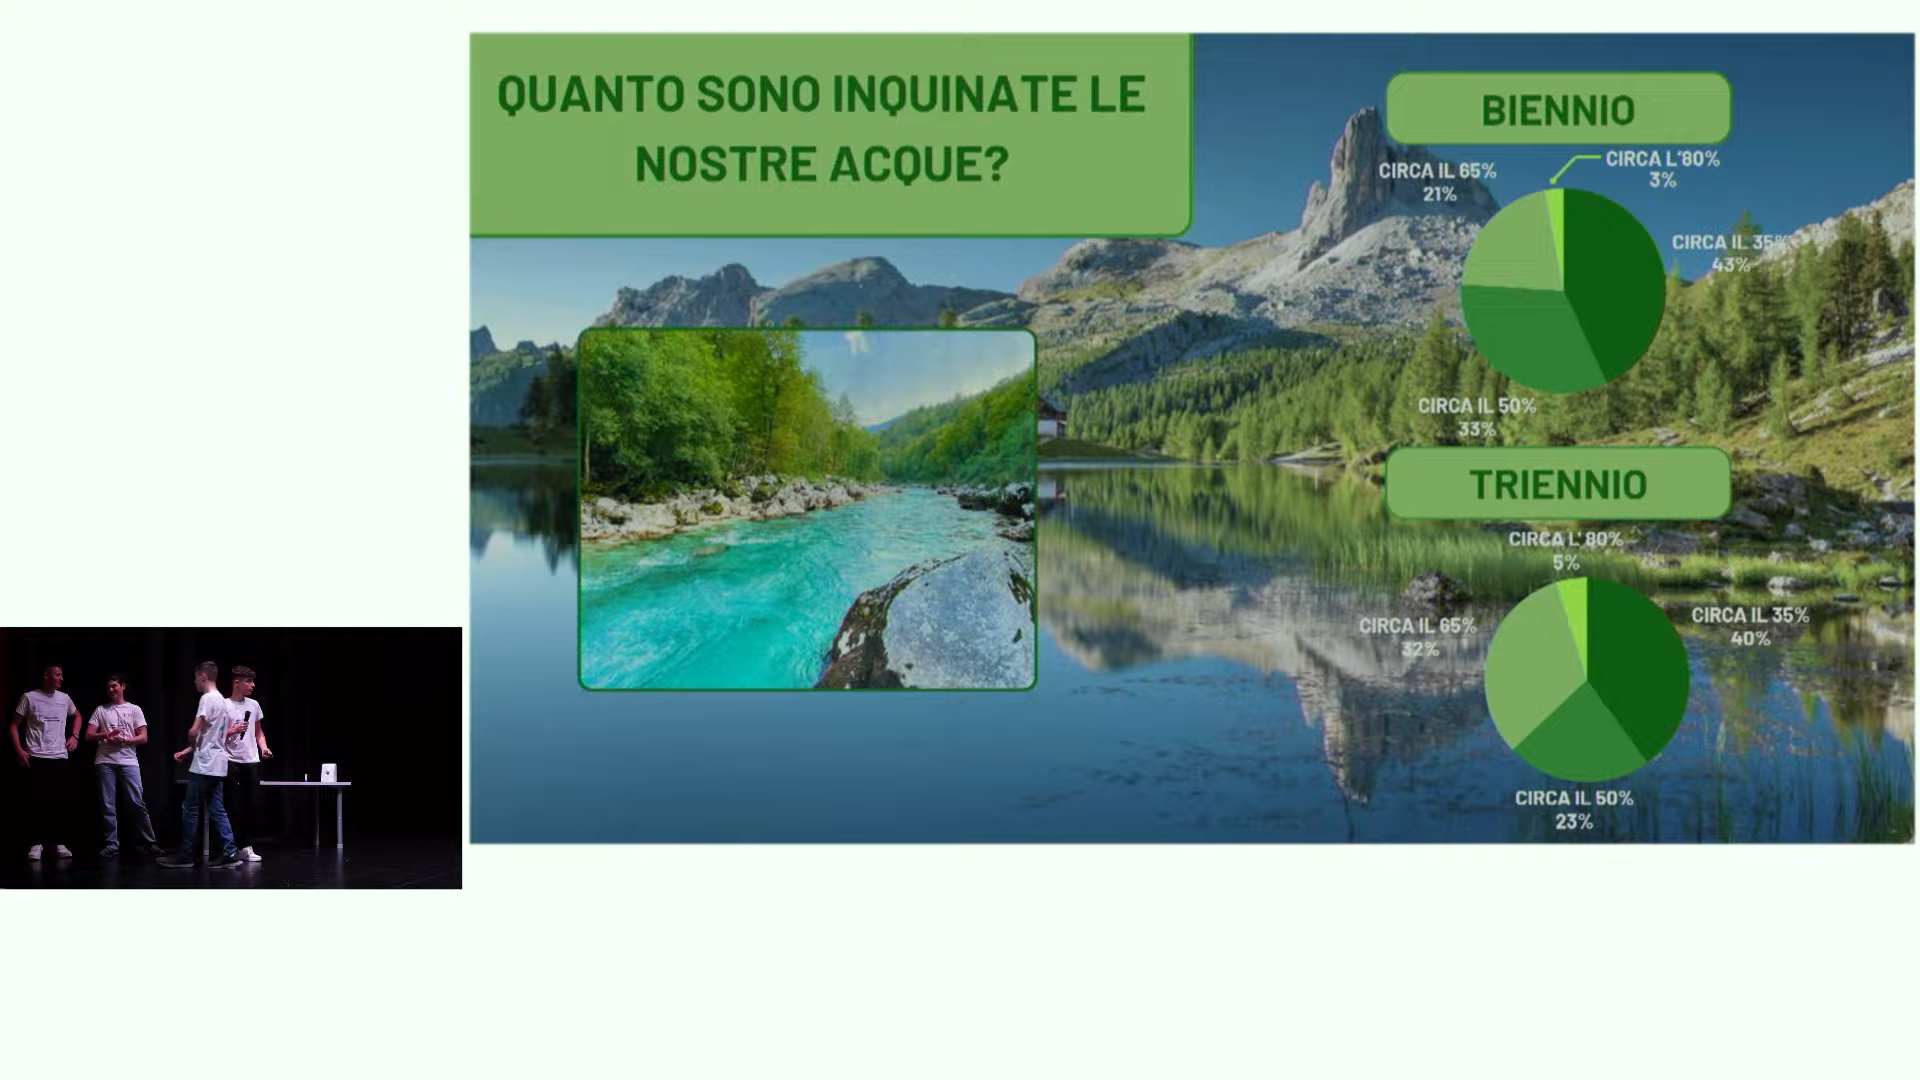 QUANTO SONO INQUINATE LE
NOSTRE ACQUE?
BIENNIO
CIRCA IL 65%
21%
CIRCA L'80%
3%
CIRCA IL 35%
43%
CIRCA IL 50%
33%
TRIENNIO
CIRCA L' 80%
5%
CIRCA IL 65%
32%
CIRCA IL 35%
40%
CIRCA IL 50%
23%